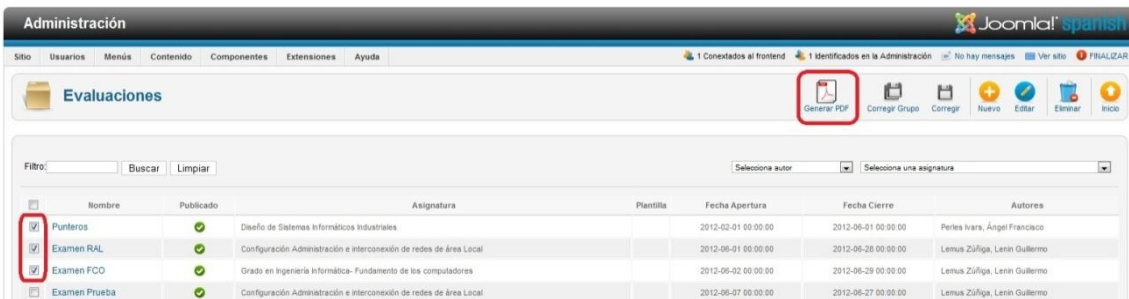 Administración
Joomla! spanish
Sitio Usuarios Menús Contenido Componentes Extensiones Ayuda 1 Conectados al frontend 1 Identificados en la Administración No hay mensajes Ver sitio FINALIZAR
Evaluaciones
Generar PDF Corregir Grupo Corregir Nuevo Editar Eliminar Inicio
Filtro: Buscar Limpiar Selecciona autor Selecciona una asignatura
Nombre Publicado Asignatura Plantilla Fecha Apertura Fecha Cierre Autores
Punteros Diseño de Sistemas Informáticos Industriales 2012-02-01 00:00:00 2012-06-01 00:00:00 Perles Ivars, Ángel Francisco
Examen RAL Configuración Administración e interconexión de redes de área Local 2012-06-01 00:00:00 2012-06-28 00:00:00 Lemus Zúñiga, Lenin Guillermo
Examen FCO Grado en Ingeniería Informática- Fundamento de los computadores 2012-06-02 00:00:00 2012-06-29 00:00:00 Lemus Zúñiga, Lenin Guillermo
Examen Prueba Configuración Administración e interconexión de redes de área Local 2012-06-07 00:00:00 2012-06-27 00:00:00 Lemus Zúñiga, Lenin Guillermo